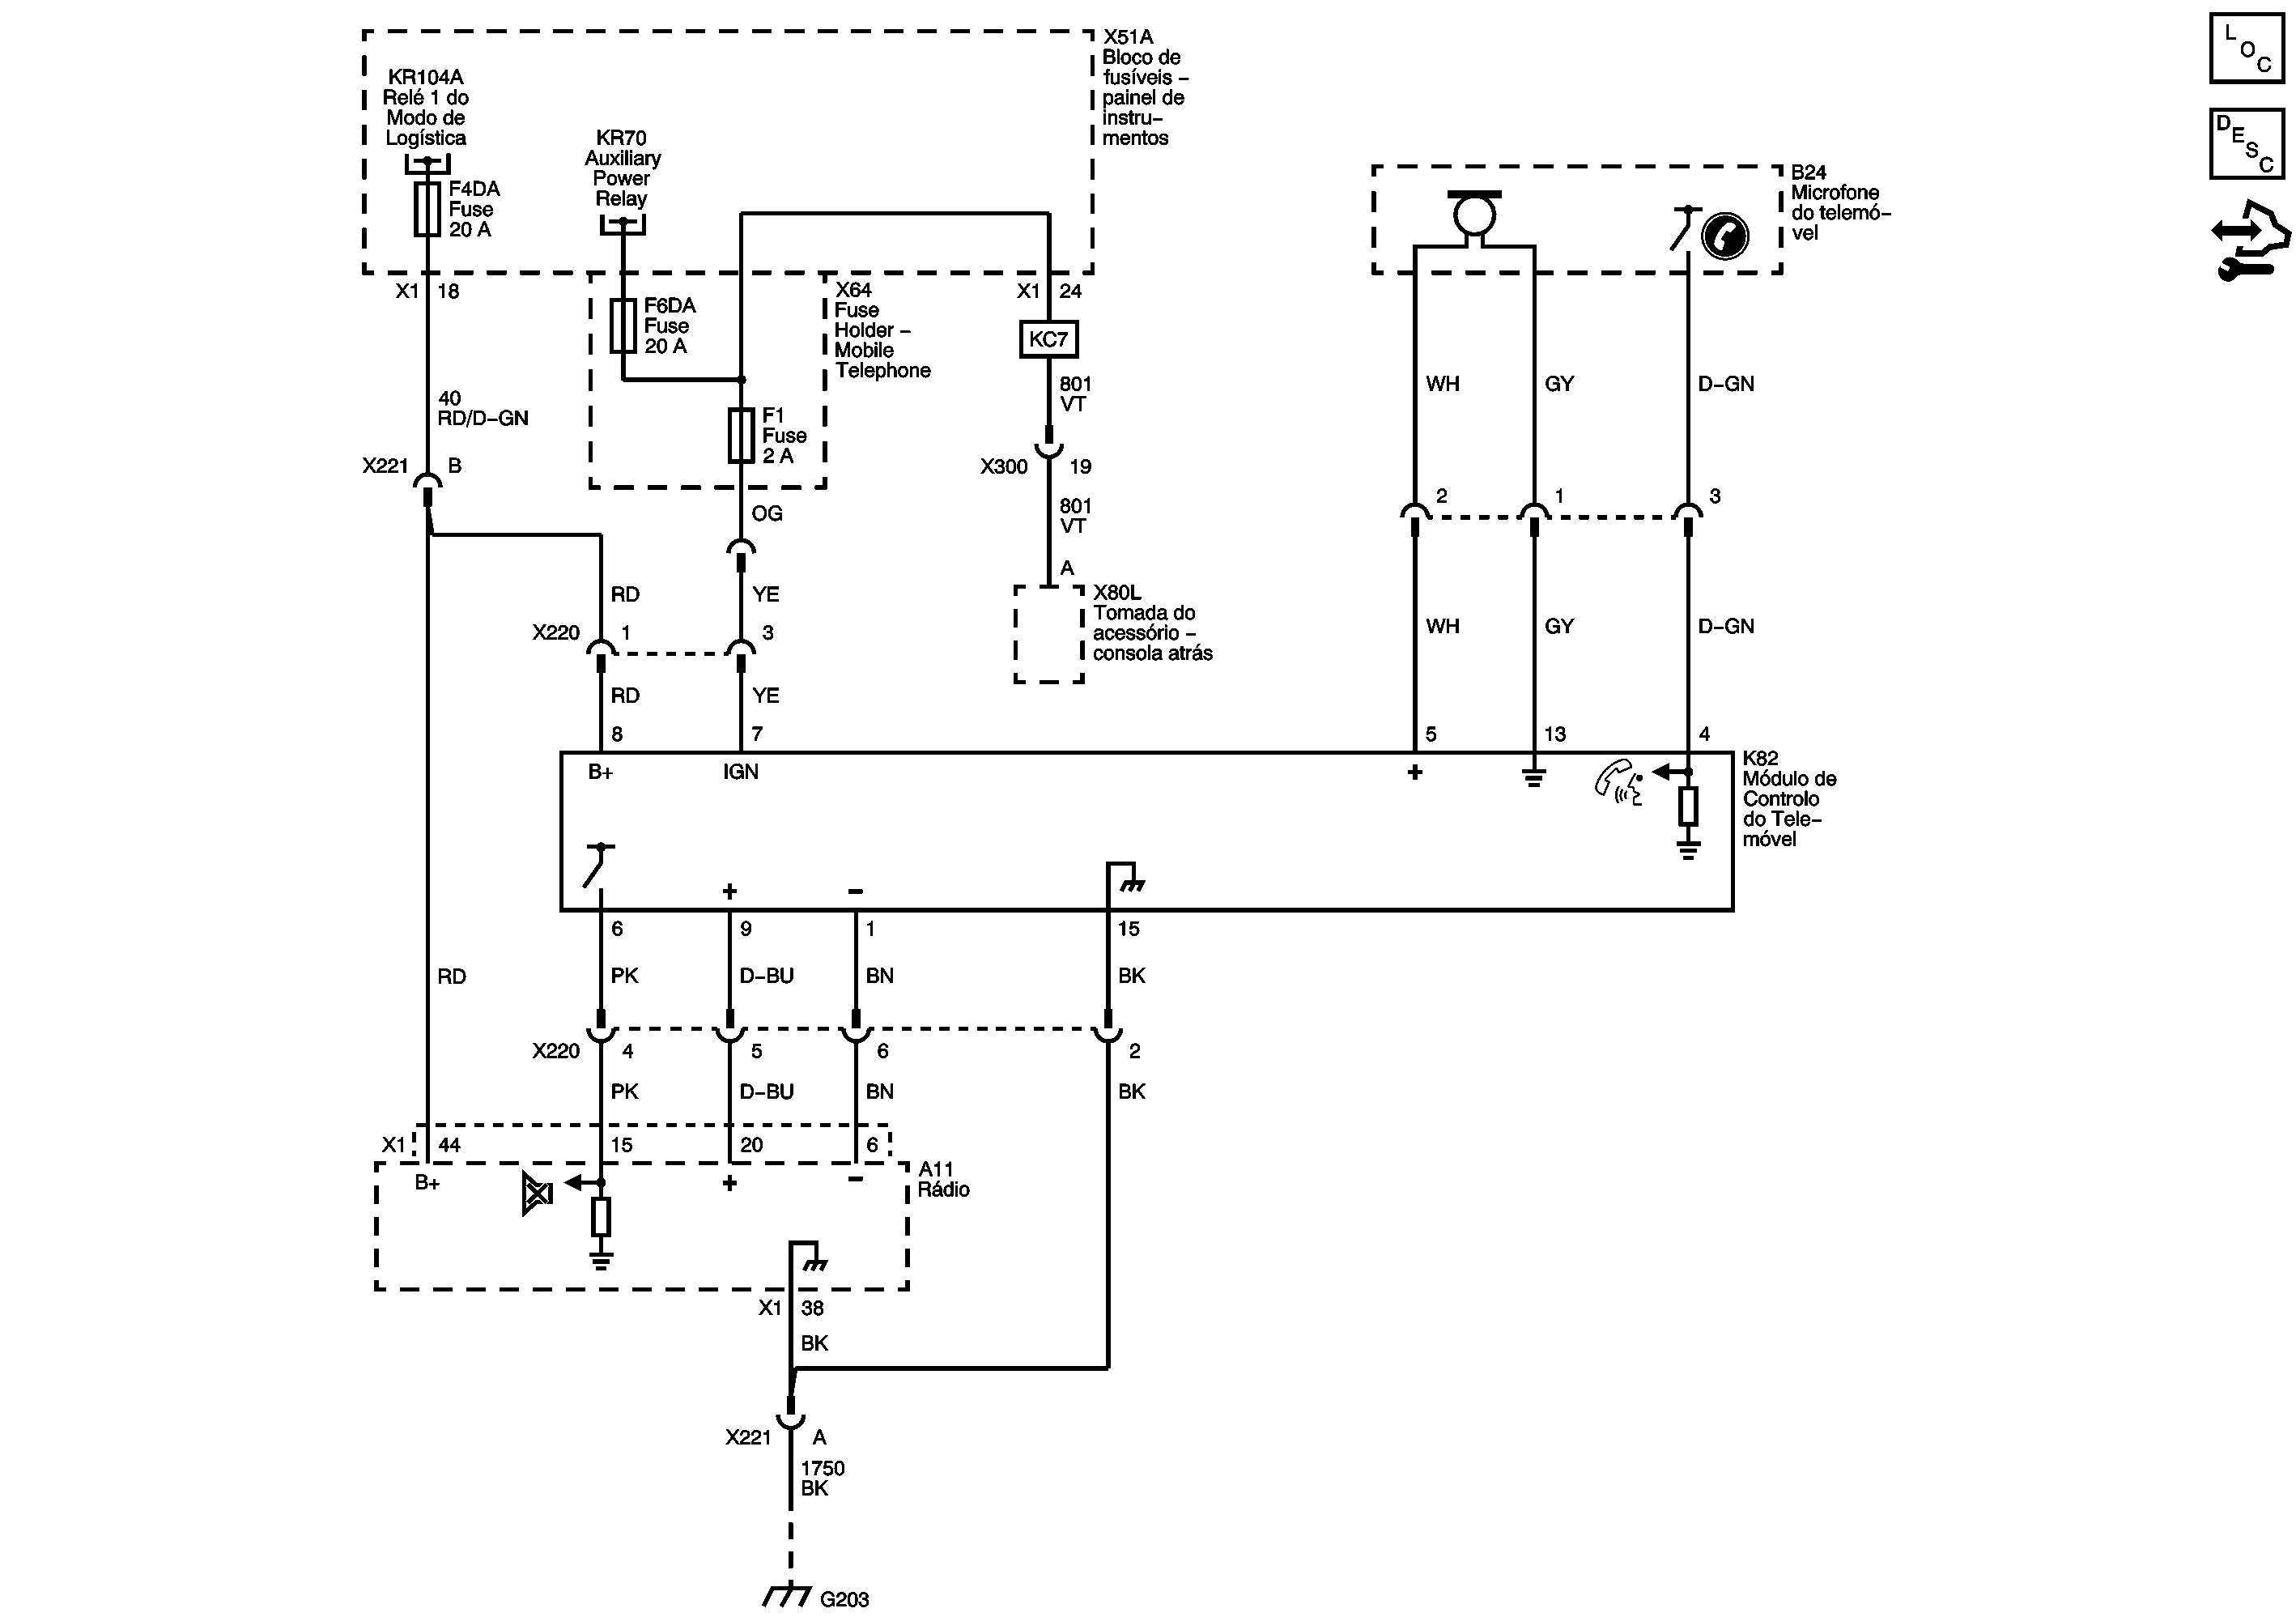 X51A
Bloco de
fusíveis –
painel de
instru–
mentos
KR104A
Relé 1 do
Modo de
Logística
F4DA
Fuse
20 A
KR70
Auxiliary
Power
Relay
L
O
C
D
E
S
C
B24
Microfone
do telemó–
vel
X1 18
X64
Fuse
Holder –
Mobile
Telephone
F6DA
Fuse
20 A
X1 24
KC7
801
VT
WH
GY
D–GN
40
RD/D–GN
F1
Fuse
2 A
X221 B
X300 19
801
VT
2
1
3
OG
A
X80L
Tomada do
acessório –
consola atrás
RD
YE
X220 1
3
WH
GY
D–GN
RD
YE
8
7
5
13
4
B+
IGN
+
K82
Módulo de
Controlo
do Tele–
móvel
+
–
6
9
1
15
RD
PK
D–BU
BN
BK
X220 4
5
6
2
PK
D–BU
BN
BK
X1 44
15
20
6
B+
+
–
A11
Rádio
X1 38
BK
X221 A
1750
BK
G203